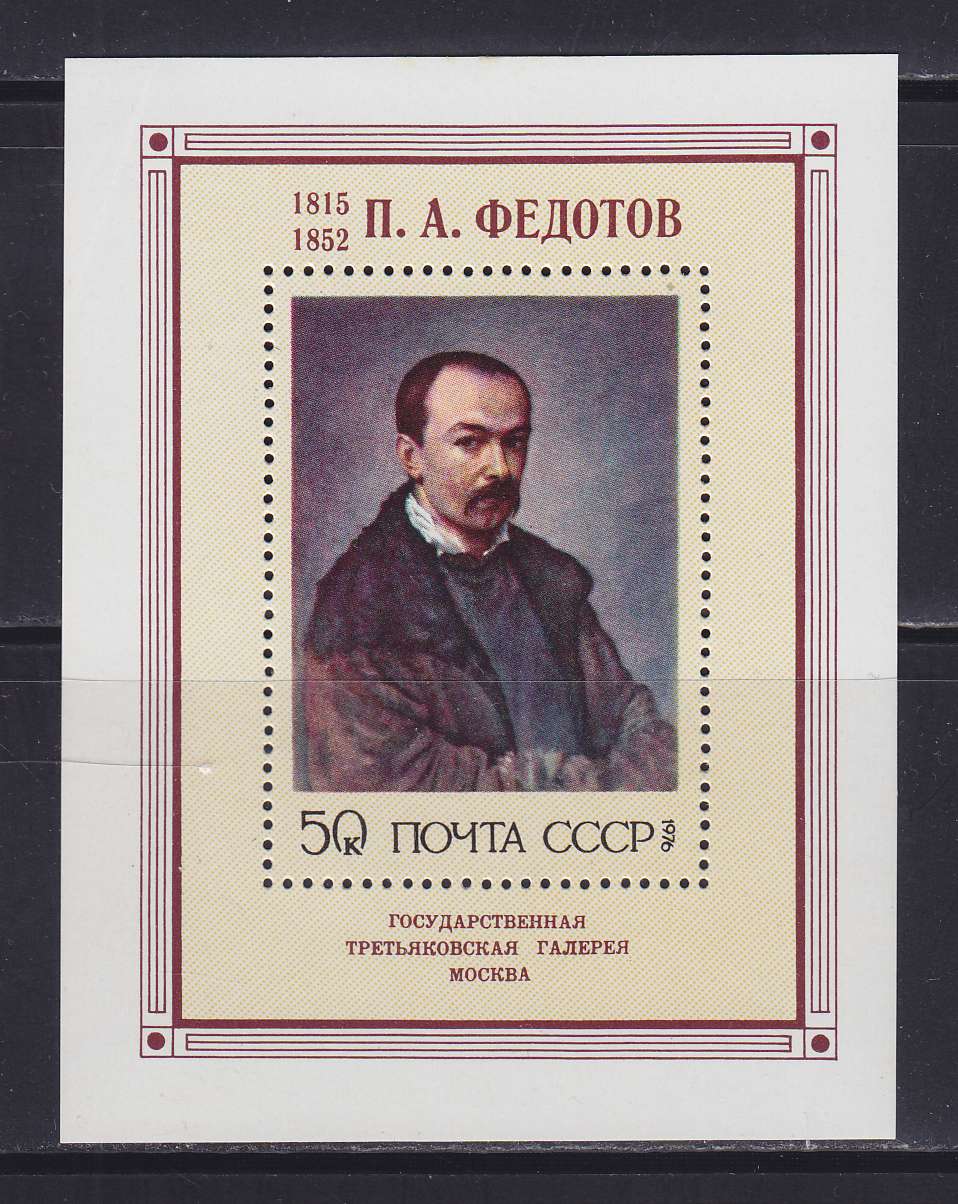 1815
1852
П. А. ФЕДОТОВ
50к ПОЧТА СССР 1976
ГОСУДАРСТВЕННАЯ
ТРЕТЬЯКОВСКАЯ ГАЛЕРЕЯ
МОСКВА